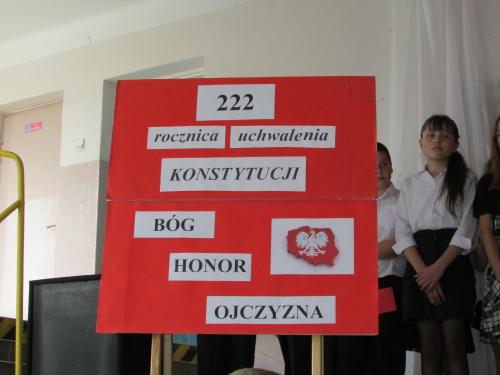 222
rocznica uchwalenia
KONSTYTUCJI
BÓG
HONOR
OJCZYZNA